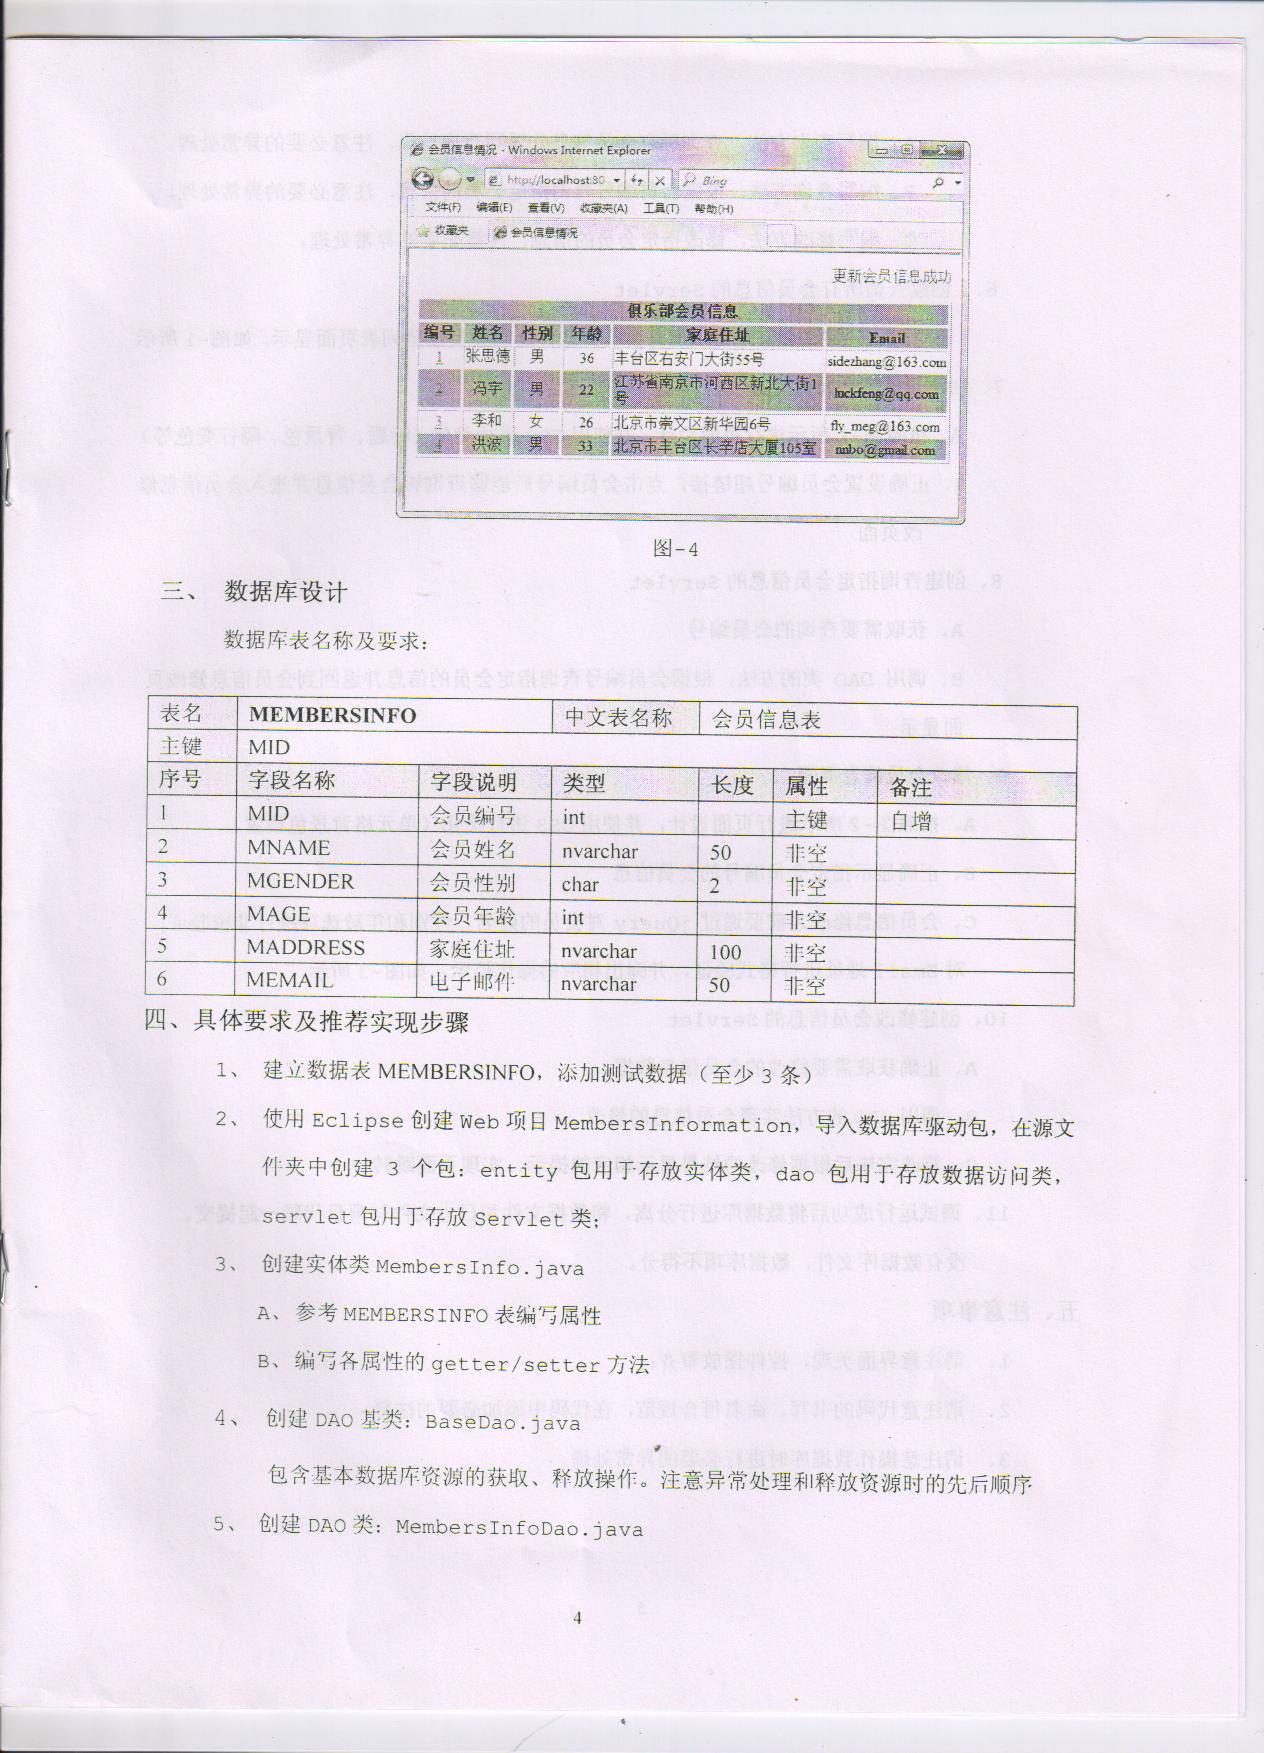 会员信息情况 - Windows Internet Explorer
http://localhost:80 Bing
文件(F) 编辑(E) 查看(V) 收藏夹(A) 工具(T) 帮助(H)
收藏夹 会员信息情况
更新会员信息成功
俱乐部会员信息
编号 姓名 性别 年龄 家庭住址 Email
1 张思德 男 36 丰台区右安门大街55号 sidezhang@163.com
2 冯宇 男 22 江苏省南京市河西区新北大街1号 luckfeng@qq.com
3 李和 女 26 北京市崇文区新华园6号 fly_meg@163.com
4 洪波 男 33 北京市丰台区长辛店大厦105室 nnbo@gmail.com
图-4
三、 数据库设计
数据库表名称及要求：
表名 MEMBERSINFO 中文表名称 会员信息表
主键 MID
序号 字段名称 字段说明 类型 长度 属性 备注
1 MID 会员编号 int 主键 自增
2 MNAME 会员姓名 nvarchar 50 非空
3 MGENDER 会员性别 char 2 非空
4 MAGE 会员年龄 int 非空
5 MADDRESS 家庭住址 nvarchar 100 非空
6 MEMAIL 电子邮件 nvarchar 50 非空
四、具体要求及推荐实现步骤
1、 建立数据表 MEMBERSINFO，添加测试数据（至少 3 条）
2、 使用 Eclipse 创建 Web 项目 MembersInformation，导入数据库驱动包，在源文
件夹中创建 3 个包：entity 包用于存放实体类，dao 包用于存放数据访问类，
servlet 包用于存放 Servlet 类；
3、 创建实体类 MembersInfo.java
A、 参考 MEMBERSINFO 表编写属性
B、 编写各属性的 getter/setter 方法
4、 创建 DAO 基类：BaseDao.java
包含基本数据库资源的获取、释放操作。注意异常处理和释放资源时的先后顺序
5、 创建 DAO 类：MembersInfoDao.java
4